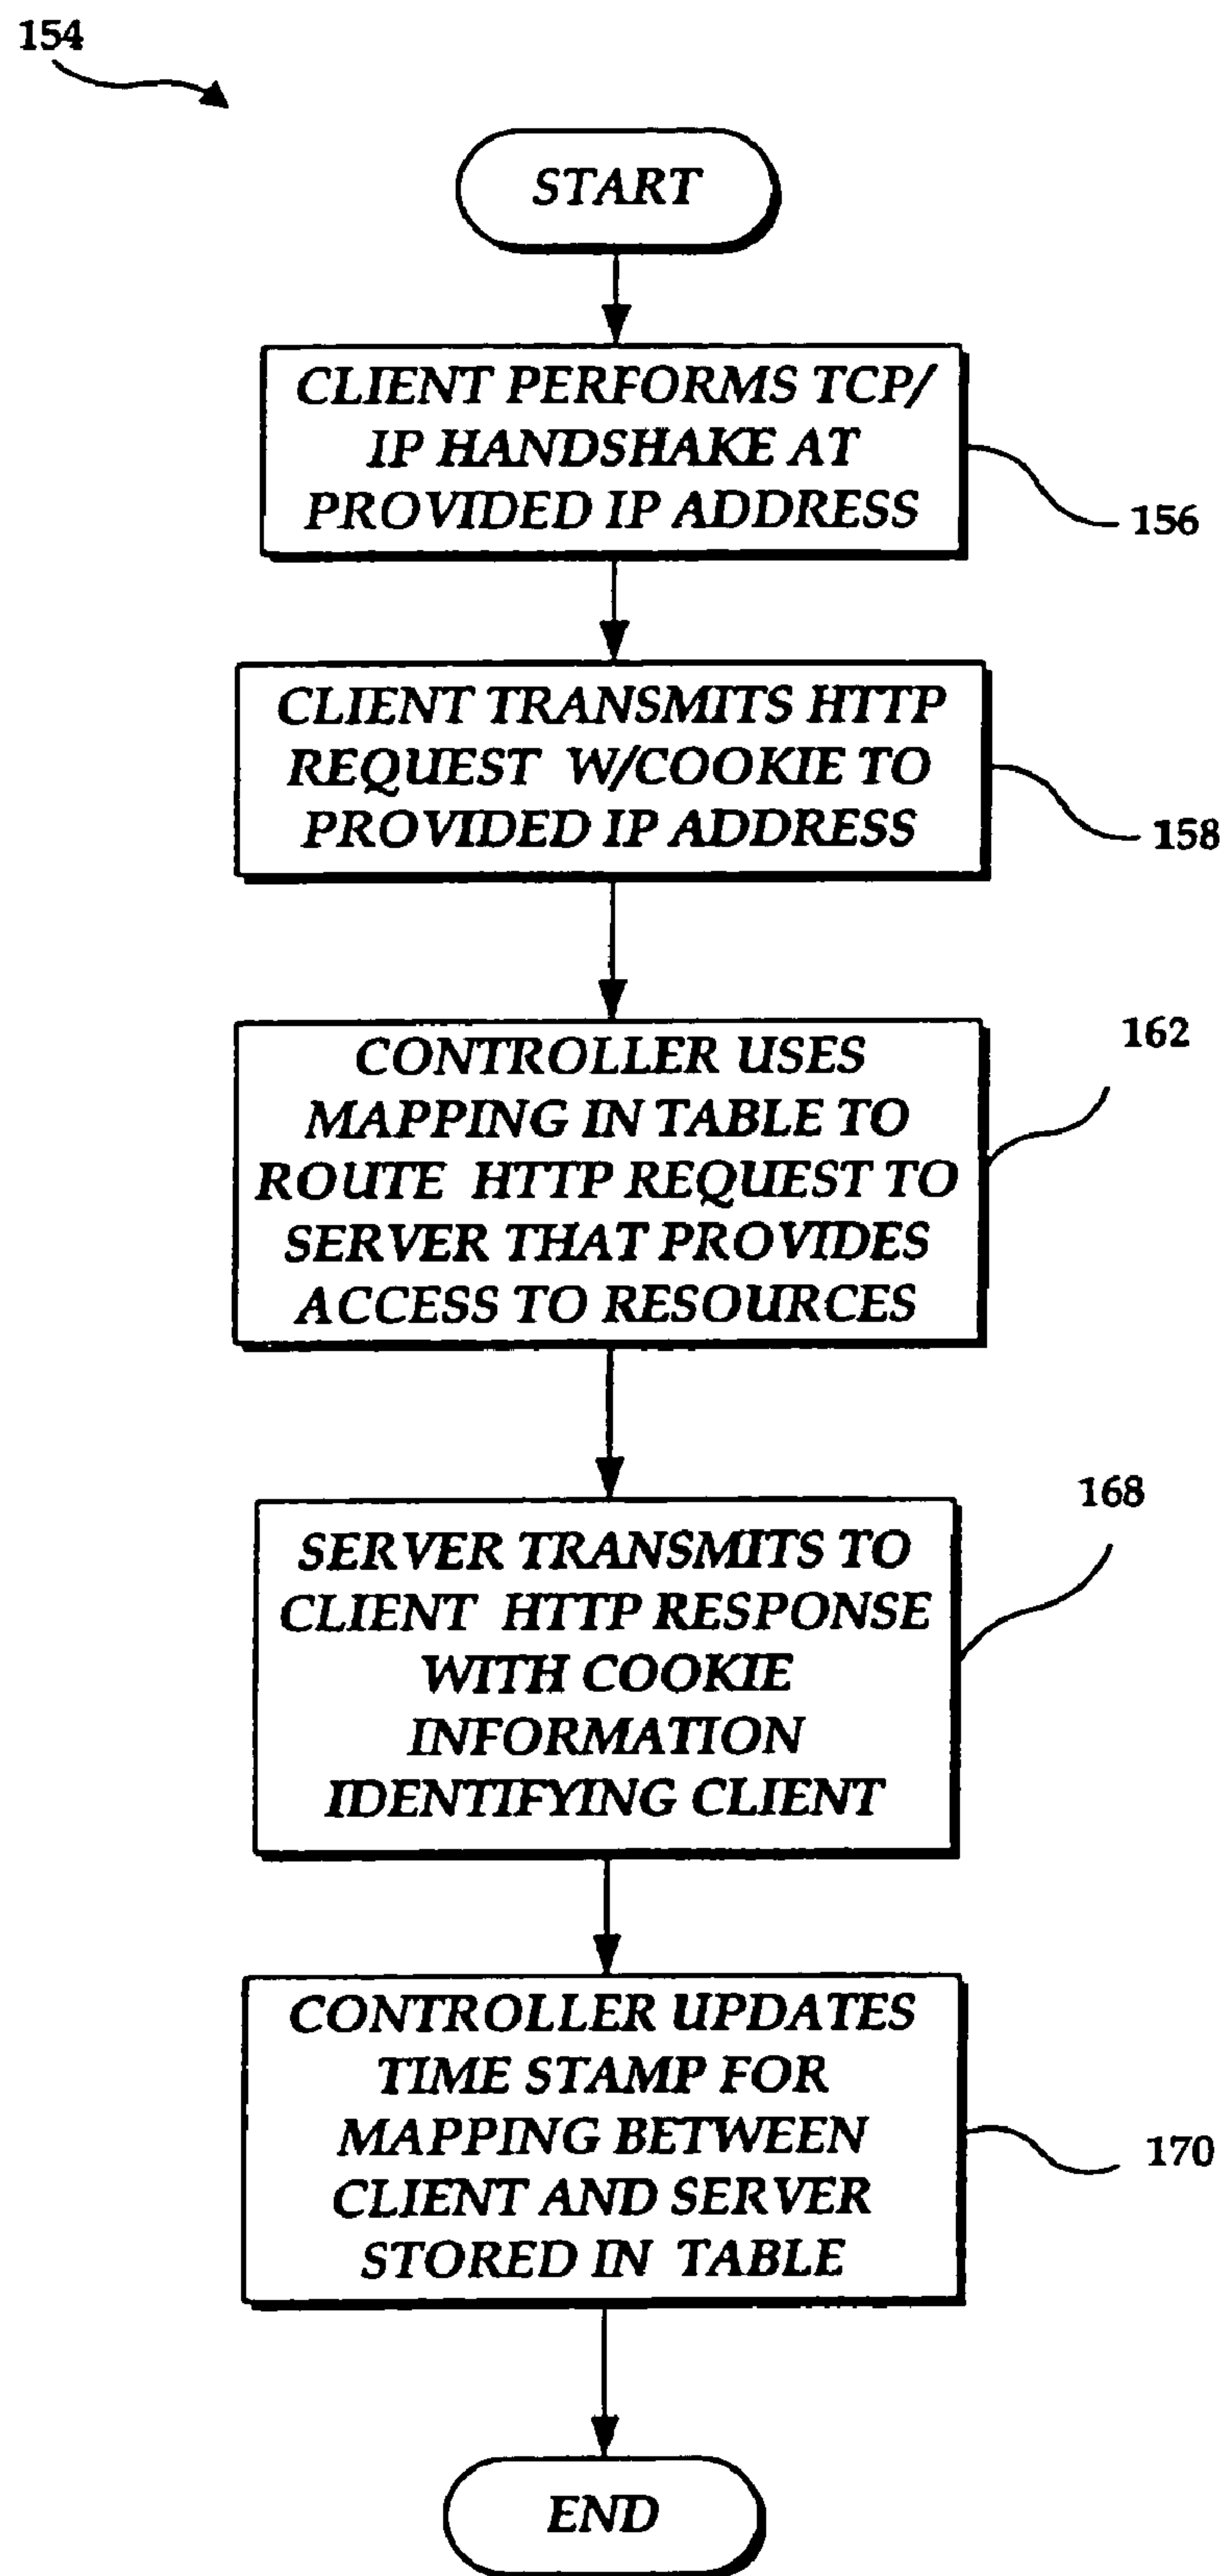 154
START
CLIENT PERFORMS TCP/
IP HANDSHAKE AT
PROVIDED IP ADDRESS
156
CLIENT TRANSMITS HTTP
REQUEST W/COOKIE TO
PROVIDED IP ADDRESS
158
CONTROLLER USES
MAPPING IN TABLE TO
ROUTE HTTP REQUEST TO
SERVER THAT PROVIDES
ACCESS TO RESOURCES
162
SERVER TRANSMITS TO
CLIENT HTTP RESPONSE
WITH COOKIE
INFORMATION
IDENTIFYING CLIENT
168
CONTROLLER UPDATES
TIME STAMP FOR
MAPPING BETWEEN
CLIENT AND SERVER
STORED IN TABLE
170
END